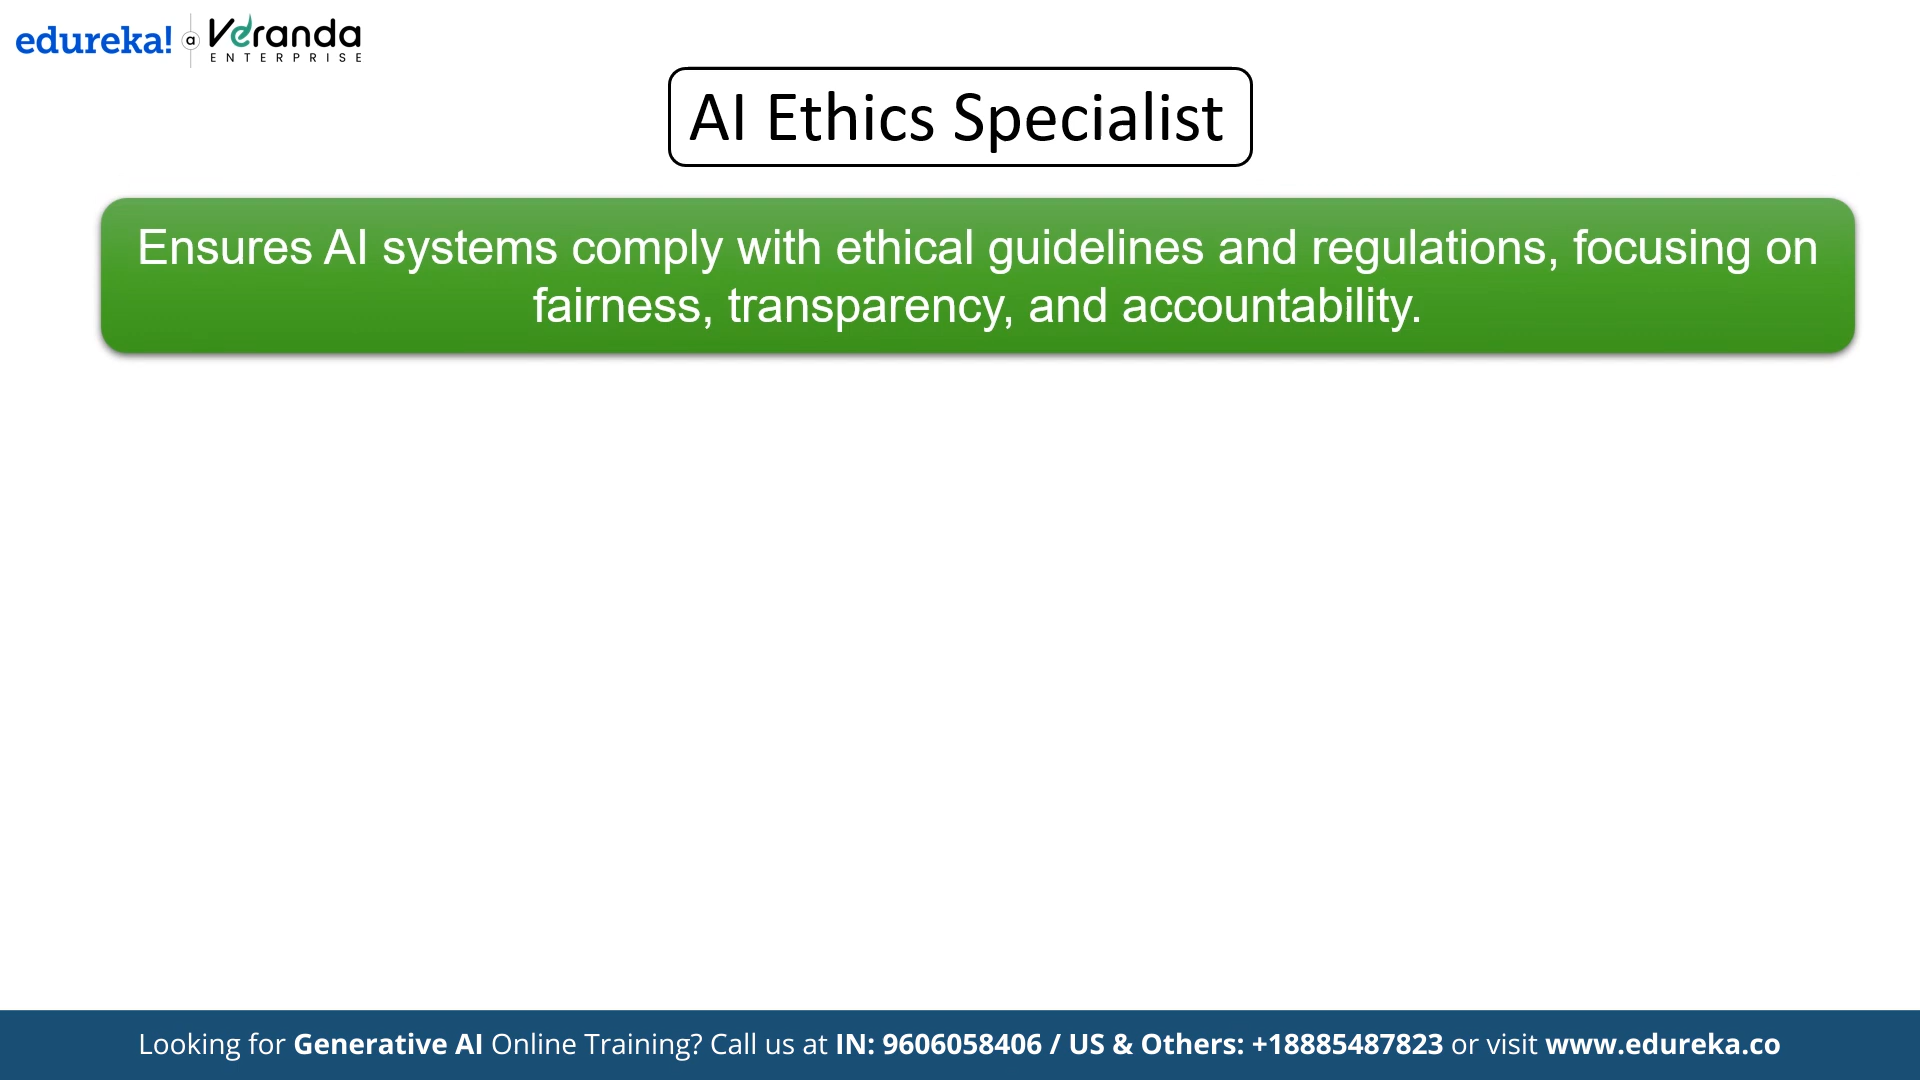 edureka! a Veranda
ENTERPRISE
AI Ethics Specialist
Ensures AI systems comply with ethical guidelines and regulations, focusing on
fairness, transparency, and accountability.
Looking for Generative AI Online Training? Call us at IN: 9606058406 / US & Others: +18885487823 or visit www.edureka.co